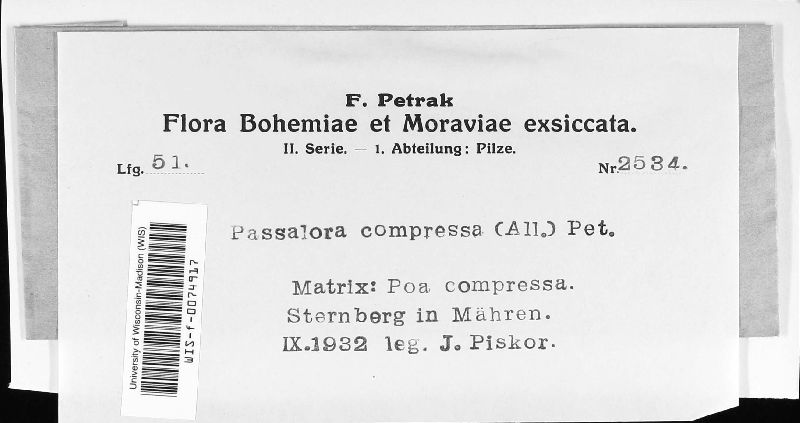 F. Petrak
Flora Bohemiae et Moraviae exsiccata.
II. Serie. — 1. Abteilung: Pilze.
Lfg. 51.
Nr. 2534.
Passalora compressa (All.) Pet.
Matrix: Poa compressa.
Sternberg in Mähren.
IX.1932 leg. J. Piskor.
University of Wisconsin-Madison (WIS)
WIS-f-0074917